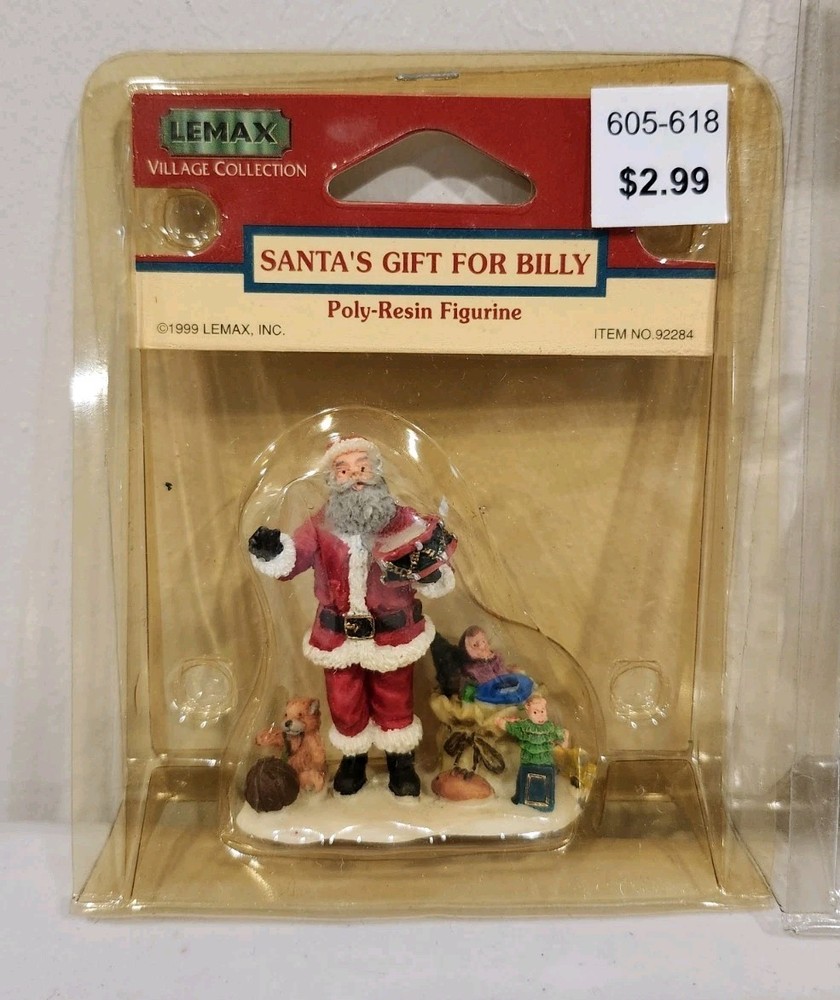 LEMAX
VILLAGE COLLECTION
605-618
$2.99
SANTA'S GIFT FOR BILLY
Poly-Resin Figurine
©1999 LEMAX, INC.
ITEM NO.92284